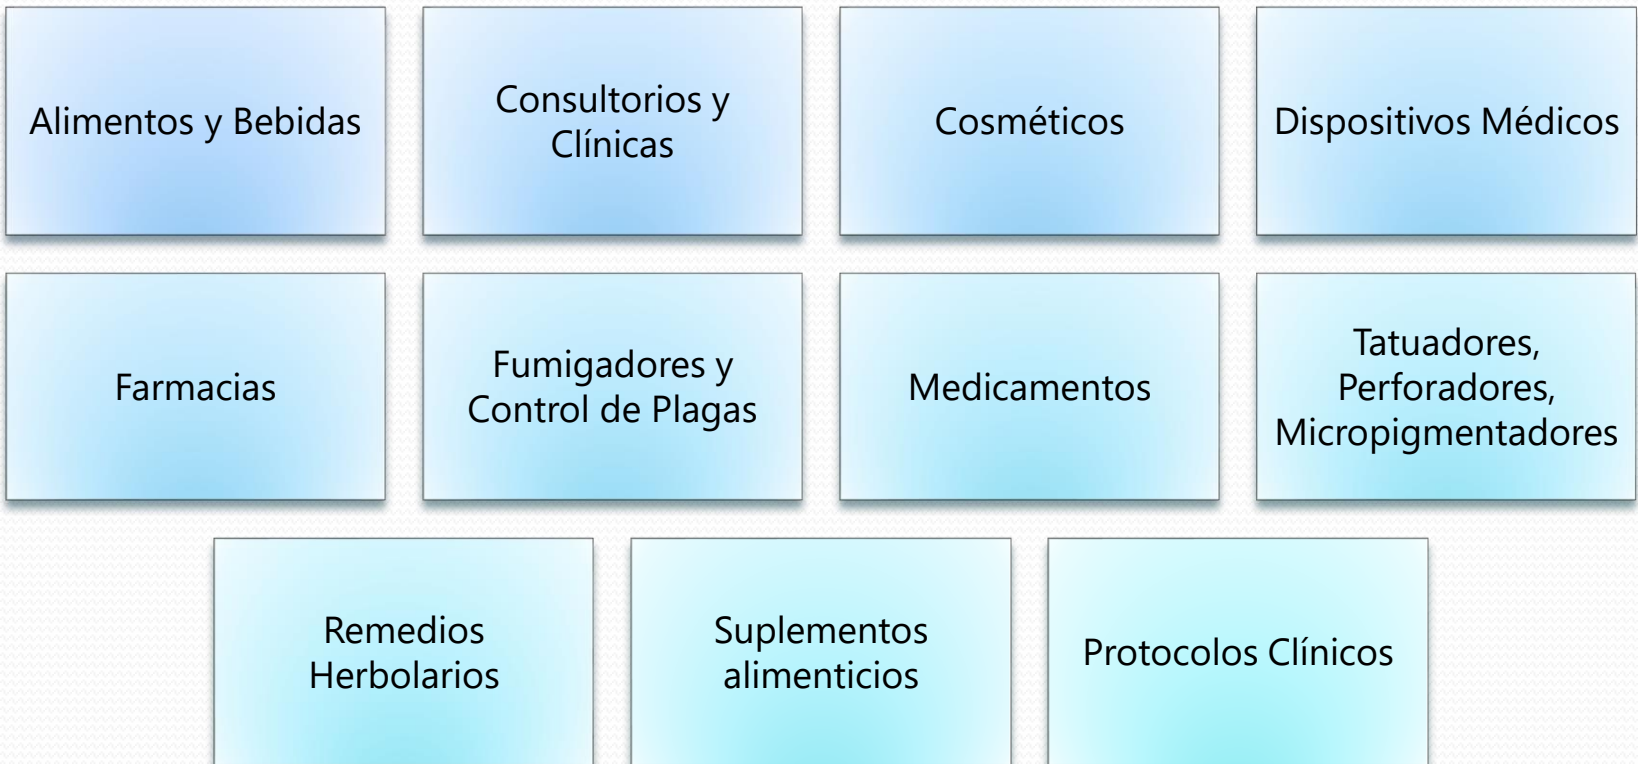 Alimentos y Bebidas
Consultorios y
Clínicas
Cosméticos
Dispositivos Médicos
Farmacias
Fumigadores y
Control de Plagas
Medicamentos
Tatuadores,
Perforadores,
Micropigmentadores
Remedios
Herbolarios
Suplementos
alimenticios
Protocolos Clínicos